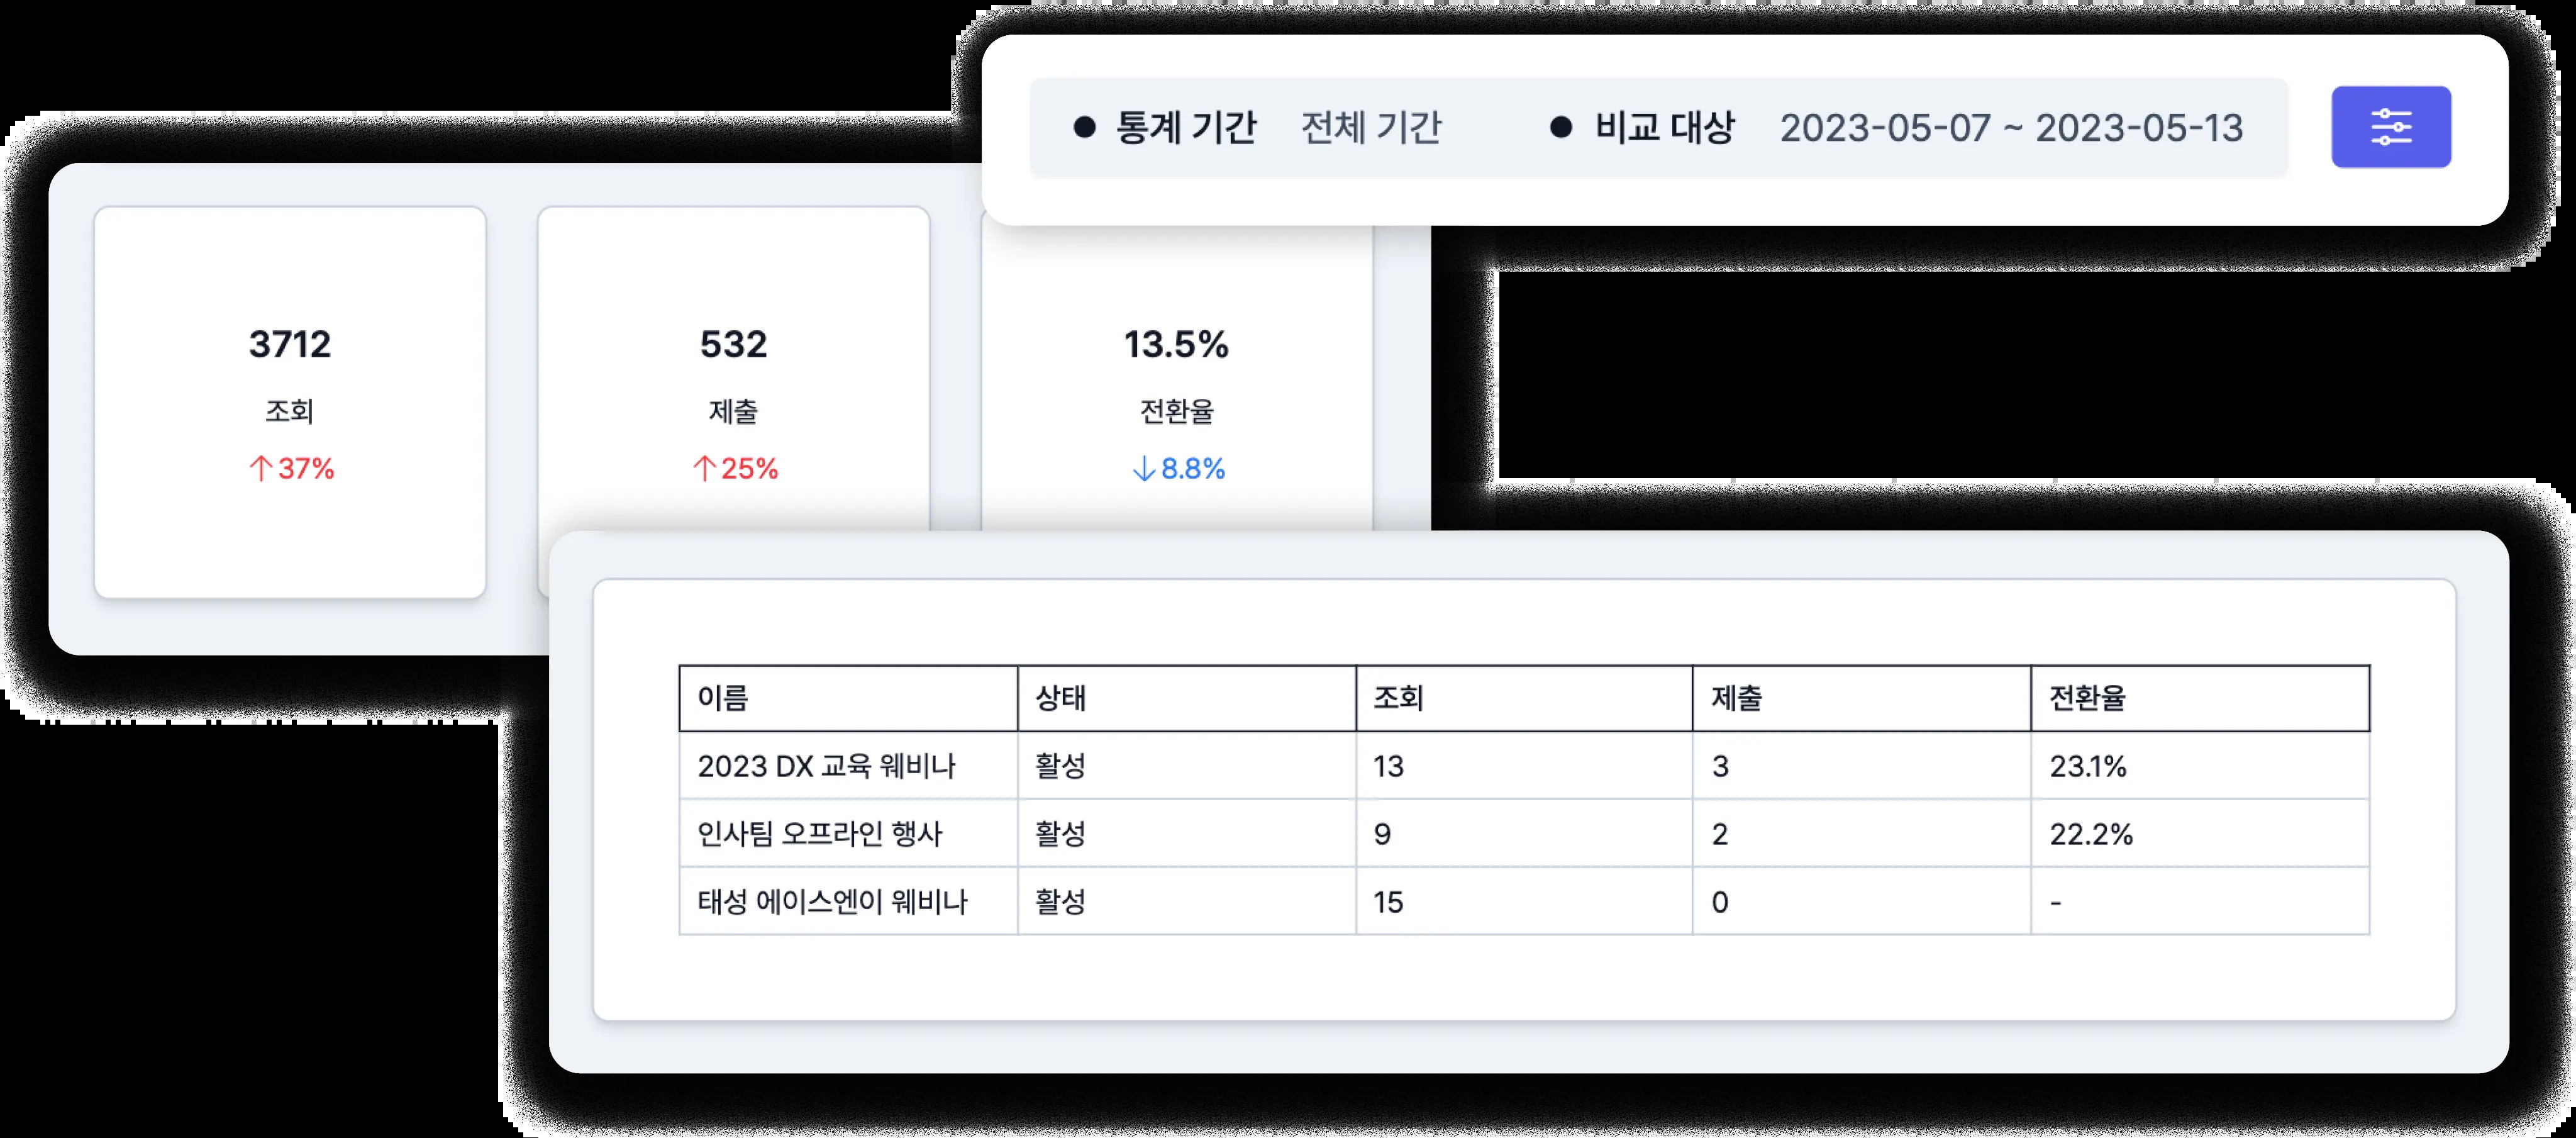 통계 기간 전체 기간 비교 대상 2023-05-07 ~ 2023-05-13
3712
조회
↑37%
532
제출
↑25%
13.5%
전환율
↓8.8%
이름 상태 조회 제출 전환율
2023 DX 교육 웨비나 활성 13 3 23.1%
인사팀 오프라인 행사 활성 9 2 22.2%
태성 에이스엔이 웨비나 활성 15 0 -